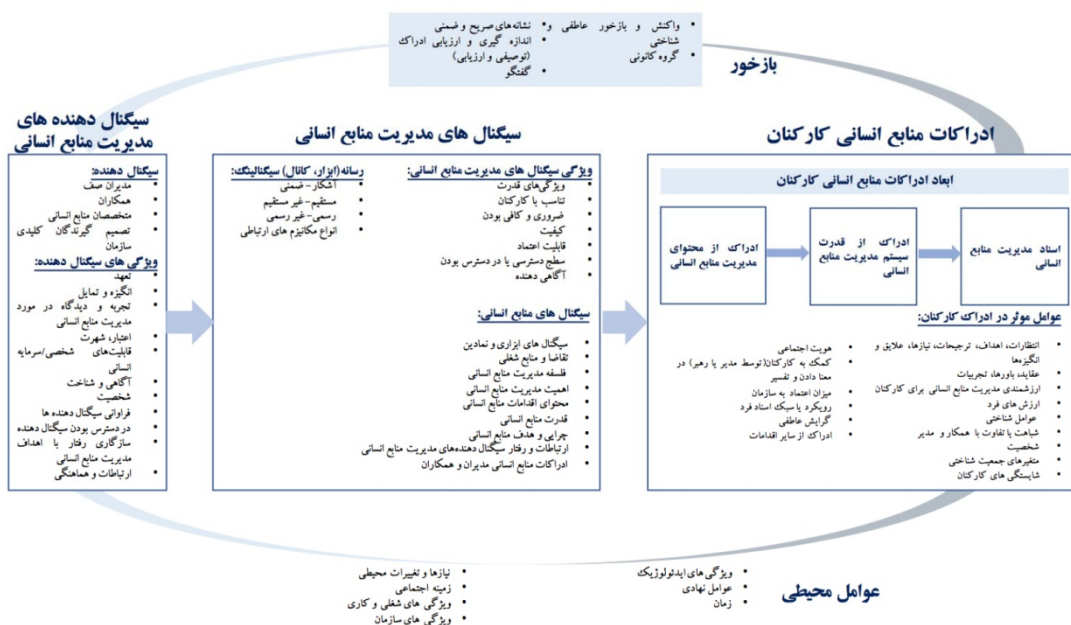 واکنش و بازخور عاطفی و
شناختی
گروه کانونی
نشانه‌های صریح و ضمنی
اندازه گیری و ارزیابی ادراک
(توصیفی و ارزیابی)
گفتگو
بازخور
ادراکات منابع انسانی کارکنان
ابعاد ادراکات منابع انسانی کارکنان
اسناد مدیریت منابع
انسانی
ادراک از قدرت
سیستم مدیریت منابع
انسانی
ادراک از محتوای
مدیریت منابع انسانی
عوامل موثر در ادراک کارکنان:
انتظارات، اهداف، ترجیحات، نیازها، علایق و
انگیزه‌ها
عقاید، باورها، تجربیات
ارزشمندی مدیریت منابع انسانی برای کارکنان
ارزش های فرد
عوامل شناختی
شباهت یا تفاوت با همکار و مدیر
شخصیت
متغیرهای جمعیت شناختی
شایستگی های کارکنان
هویت اجتماعی
کمک به کارکنان(توسط مدیر یا رهبر) در
معنا دادن و تفسیر
میزان اعتماد به سازمان
رویکرد یا سبک اسناد فرد
گرایش عاطفی
ادراک از سایر اقدامات
سیگنال های مدیریت منابع انسانی
ویژگی سیگنال های مدیریت منابع انسانی:
ویژگی‌های قدرت
تناسب با کارکنان
ضروری و کافی بودن
کیفیت
قابلیت اعتماد
سطح دسترسی یا در دسترس بودن
آگاهی دهنده
رسانه(ابزار، کانال) سیگنالینگ:
آشکار- ضمنی
مستقیم- غیر مستقیم
رسمی- غیر رسمی
انواع مکانیزم های ارتباطی
سیگنال های منابع انسانی:
سیگنال های ابزاری و نمادین
تقاضا و منابع شغلی
فلسفه مدیریت منابع انسانی
اهمیت مدیریت منابع انسانی
محتوای اقدامات منابع انسانی
قدرت منابع انسانی
چرایی و هدف منابع انسانی
ارتباطات و رفتار سیگنال دهنده‌های مدیریت منابع انسانی
ادراکات منابع انسانی مدیران و همکاران
سیگنال دهنده های
مدیریت منابع انسانی
سیگنال دهنده:
مدیران صف
همکاران
متخصصان منابع انسانی
تصمیم گیرندگان کلیدی
سازمان
ویژگی های سیگنال دهنده:
تعهد
انگیزه و تمایل
تجربه و دیدگاه در مورد
مدیریت منابع انسانی
اعتبار، شهرت
قابلیت‌های شخصی/سرمایه
انسانی
آگاهی و شناخت
شخصیت
فراوانی سیگنال دهنده ها
در دسترس بودن سیگنال دهنده
سازگاری رفتار با اهداف
مدیریت منابع انسانی
ارتباطات و هماهنگی
عوامل محیطی
ویژگی های ایدئولوژیک
عوامل نهادی
زمان
نیازها و تغییرات محیطی
زمینه اجتماعی
ویژگی های شغلی و کاری
ویژگی های سازمان